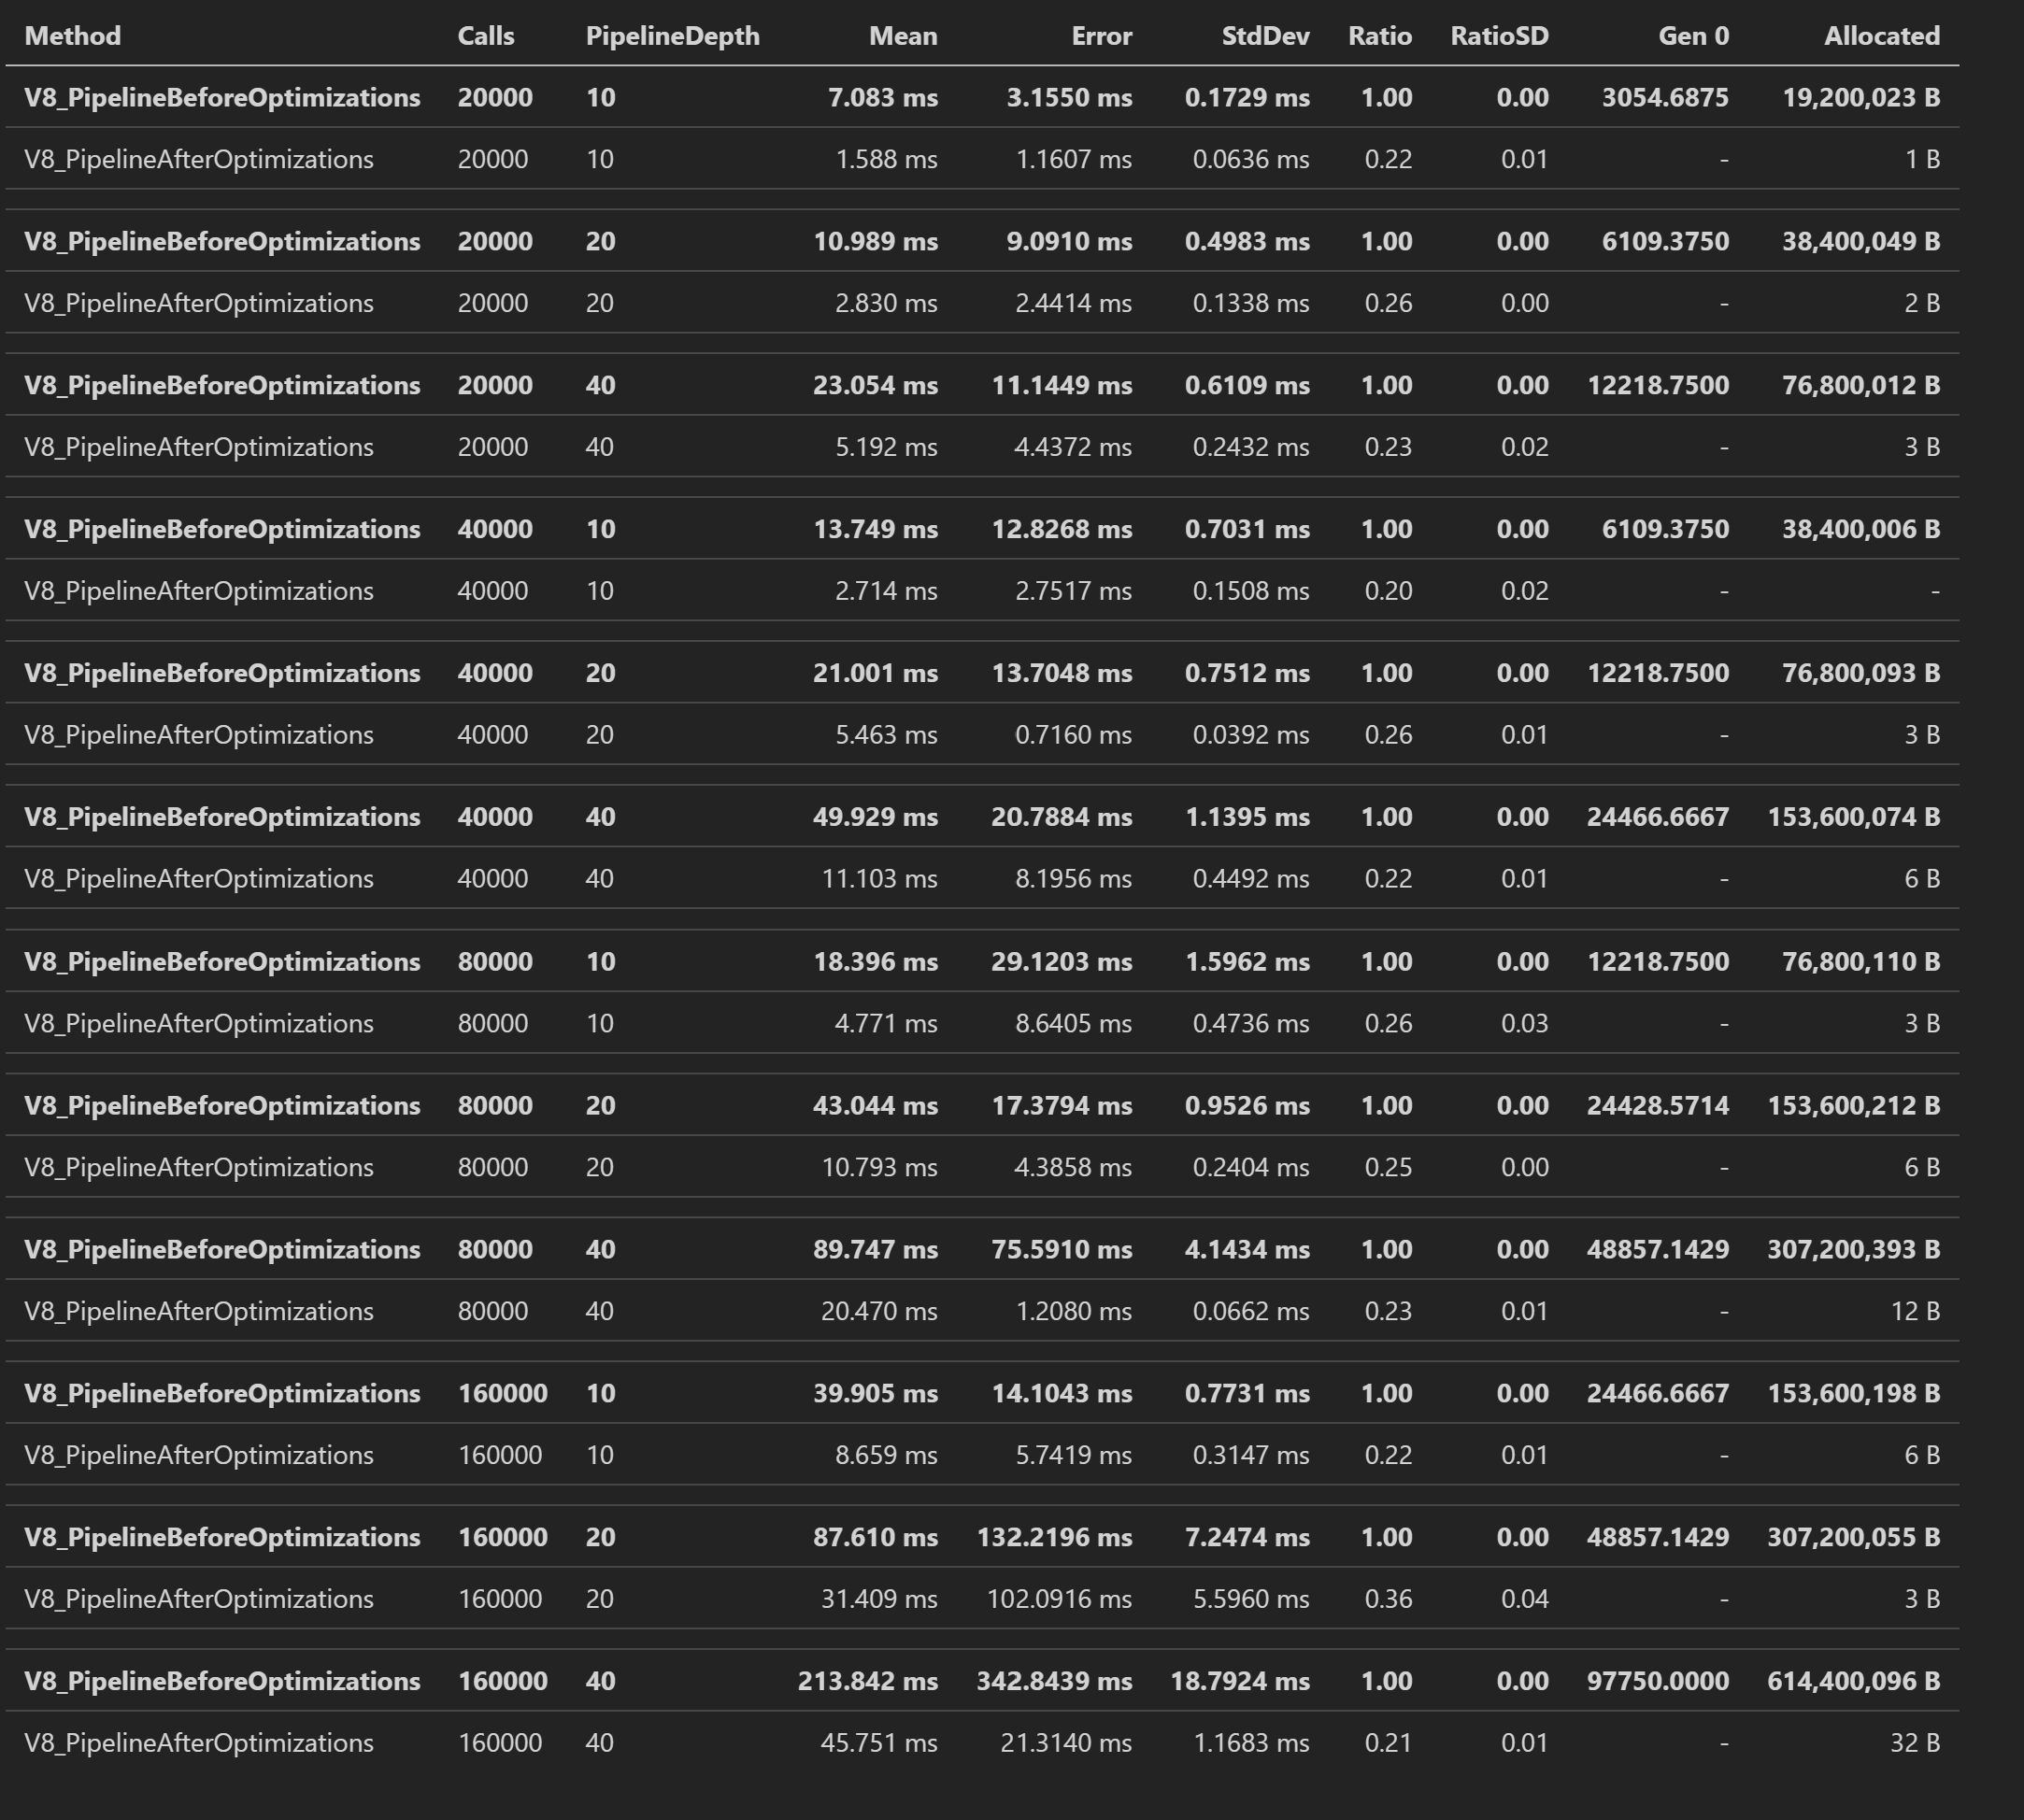 Method Calls PipelineDepth Mean Error StdDev Ratio RatioSD Gen 0 Allocated
V8_PipelineBeforeOptimizations 20000 10 7.083 ms 3.1550 ms 0.1729 ms 1.00 0.00 3054.6875 19,200,023 B
V8_PipelineAfterOptimizations 20000 10 1.588 ms 1.1607 ms 0.0636 ms 0.22 0.01 - 1 B
V8_PipelineBeforeOptimizations 20000 20 10.989 ms 9.0910 ms 0.4983 ms 1.00 0.00 6109.3750 38,400,049 B
V8_PipelineAfterOptimizations 20000 20 2.830 ms 2.4414 ms 0.1338 ms 0.26 0.00 - 2 B
V8_PipelineBeforeOptimizations 20000 40 23.054 ms 11.1449 ms 0.6109 ms 1.00 0.00 12218.7500 76,800,012 B
V8_PipelineAfterOptimizations 20000 40 5.192 ms 4.4372 ms 0.2432 ms 0.23 0.02 - 3 B
V8_PipelineBeforeOptimizations 40000 10 13.749 ms 12.8268 ms 0.7031 ms 1.00 0.00 6109.3750 38,400,006 B
V8_PipelineAfterOptimizations 40000 10 2.714 ms 2.7517 ms 0.1508 ms 0.20 0.02 - -
V8_PipelineBeforeOptimizations 40000 20 21.001 ms 13.7048 ms 0.7512 ms 1.00 0.00 12218.7500 76,800,093 B
V8_PipelineAfterOptimizations 40000 20 5.463 ms 0.7160 ms 0.0392 ms 0.26 0.01 - 3 B
V8_PipelineBeforeOptimizations 40000 40 49.929 ms 20.7884 ms 1.1395 ms 1.00 0.00 24466.6667 153,600,074 B
V8_PipelineAfterOptimizations 40000 40 11.103 ms 8.1956 ms 0.4492 ms 0.22 0.01 - 6 B
V8_PipelineBeforeOptimizations 80000 10 18.396 ms 29.1203 ms 1.5962 ms 1.00 0.00 12218.7500 76,800,110 B
V8_PipelineAfterOptimizations 80000 10 4.771 ms 8.6405 ms 0.4736 ms 0.26 0.03 - 3 B
V8_PipelineBeforeOptimizations 80000 20 43.044 ms 17.3794 ms 0.9526 ms 1.00 0.00 24428.5714 153,600,212 B
V8_PipelineAfterOptimizations 80000 20 10.793 ms 4.3858 ms 0.2404 ms 0.25 0.00 - 6 B
V8_PipelineBeforeOptimizations 80000 40 89.747 ms 75.5910 ms 4.1434 ms 1.00 0.00 48857.1429 307,200,393 B
V8_PipelineAfterOptimizations 80000 40 20.470 ms 1.2080 ms 0.0662 ms 0.23 0.01 - 12 B
V8_PipelineBeforeOptimizations 160000 10 39.905 ms 14.1043 ms 0.7731 ms 1.00 0.00 24466.6667 153,600,198 B
V8_PipelineAfterOptimizations 160000 10 8.659 ms 5.7419 ms 0.3147 ms 0.22 0.01 - 6 B
V8_PipelineBeforeOptimizations 160000 20 87.610 ms 132.2196 ms 7.2474 ms 1.00 0.00 48857.1429 307,200,055 B
V8_PipelineAfterOptimizations 160000 20 31.409 ms 102.0916 ms 5.5960 ms 0.36 0.04 - 3 B
V8_PipelineBeforeOptimizations 160000 40 213.842 ms 342.8439 ms 18.7924 ms 1.00 0.00 97750.0000 614,400,096 B
V8_PipelineAfterOptimizations 160000 40 45.751 ms 21.3140 ms 1.1683 ms 0.21 0.01 - 32 B